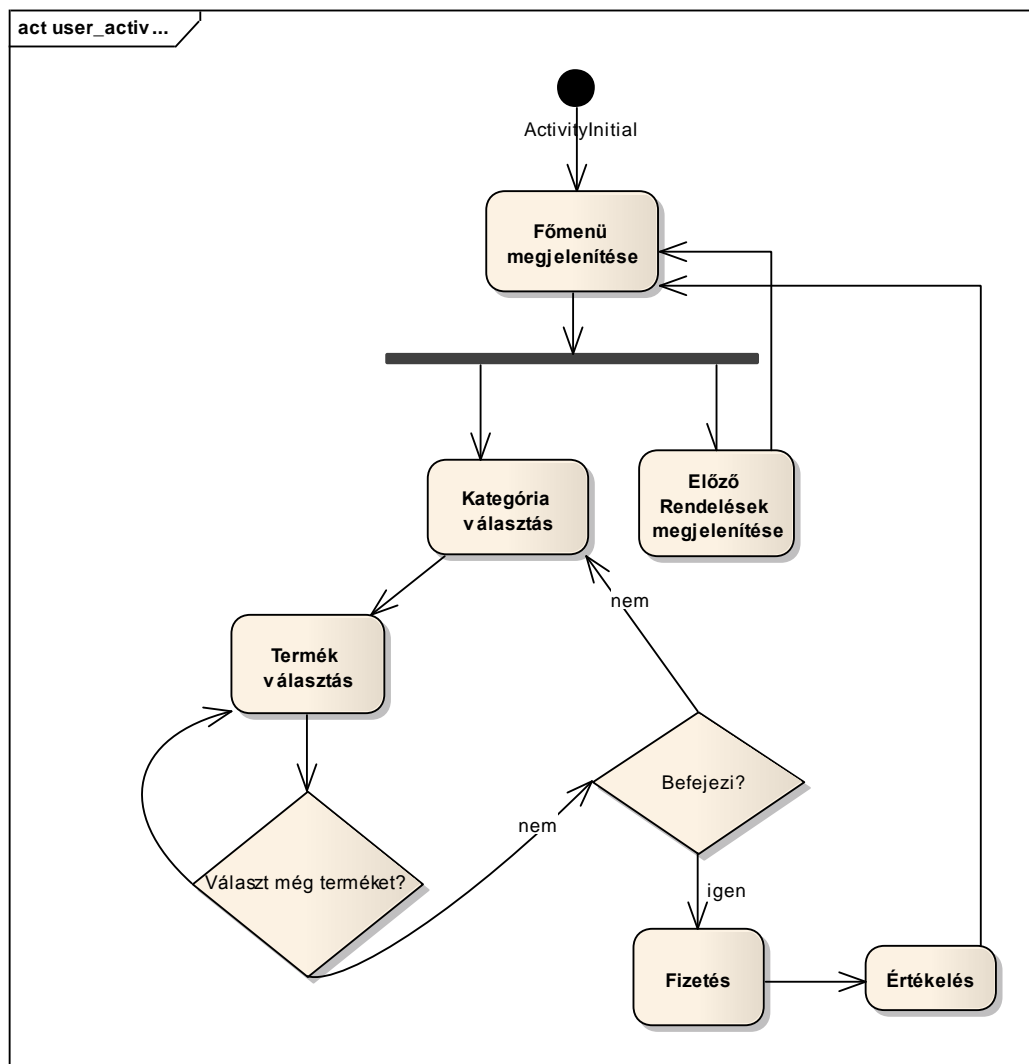 act user_activ...
ActivityInitial
Főmenü
megjelenítése
Kategória
választás
Előző
Rendelések
megjelenítése
nem
Termék
választás
Befejezi?
nem
Választ még terméket?
igen
Fizetés
Értékelés